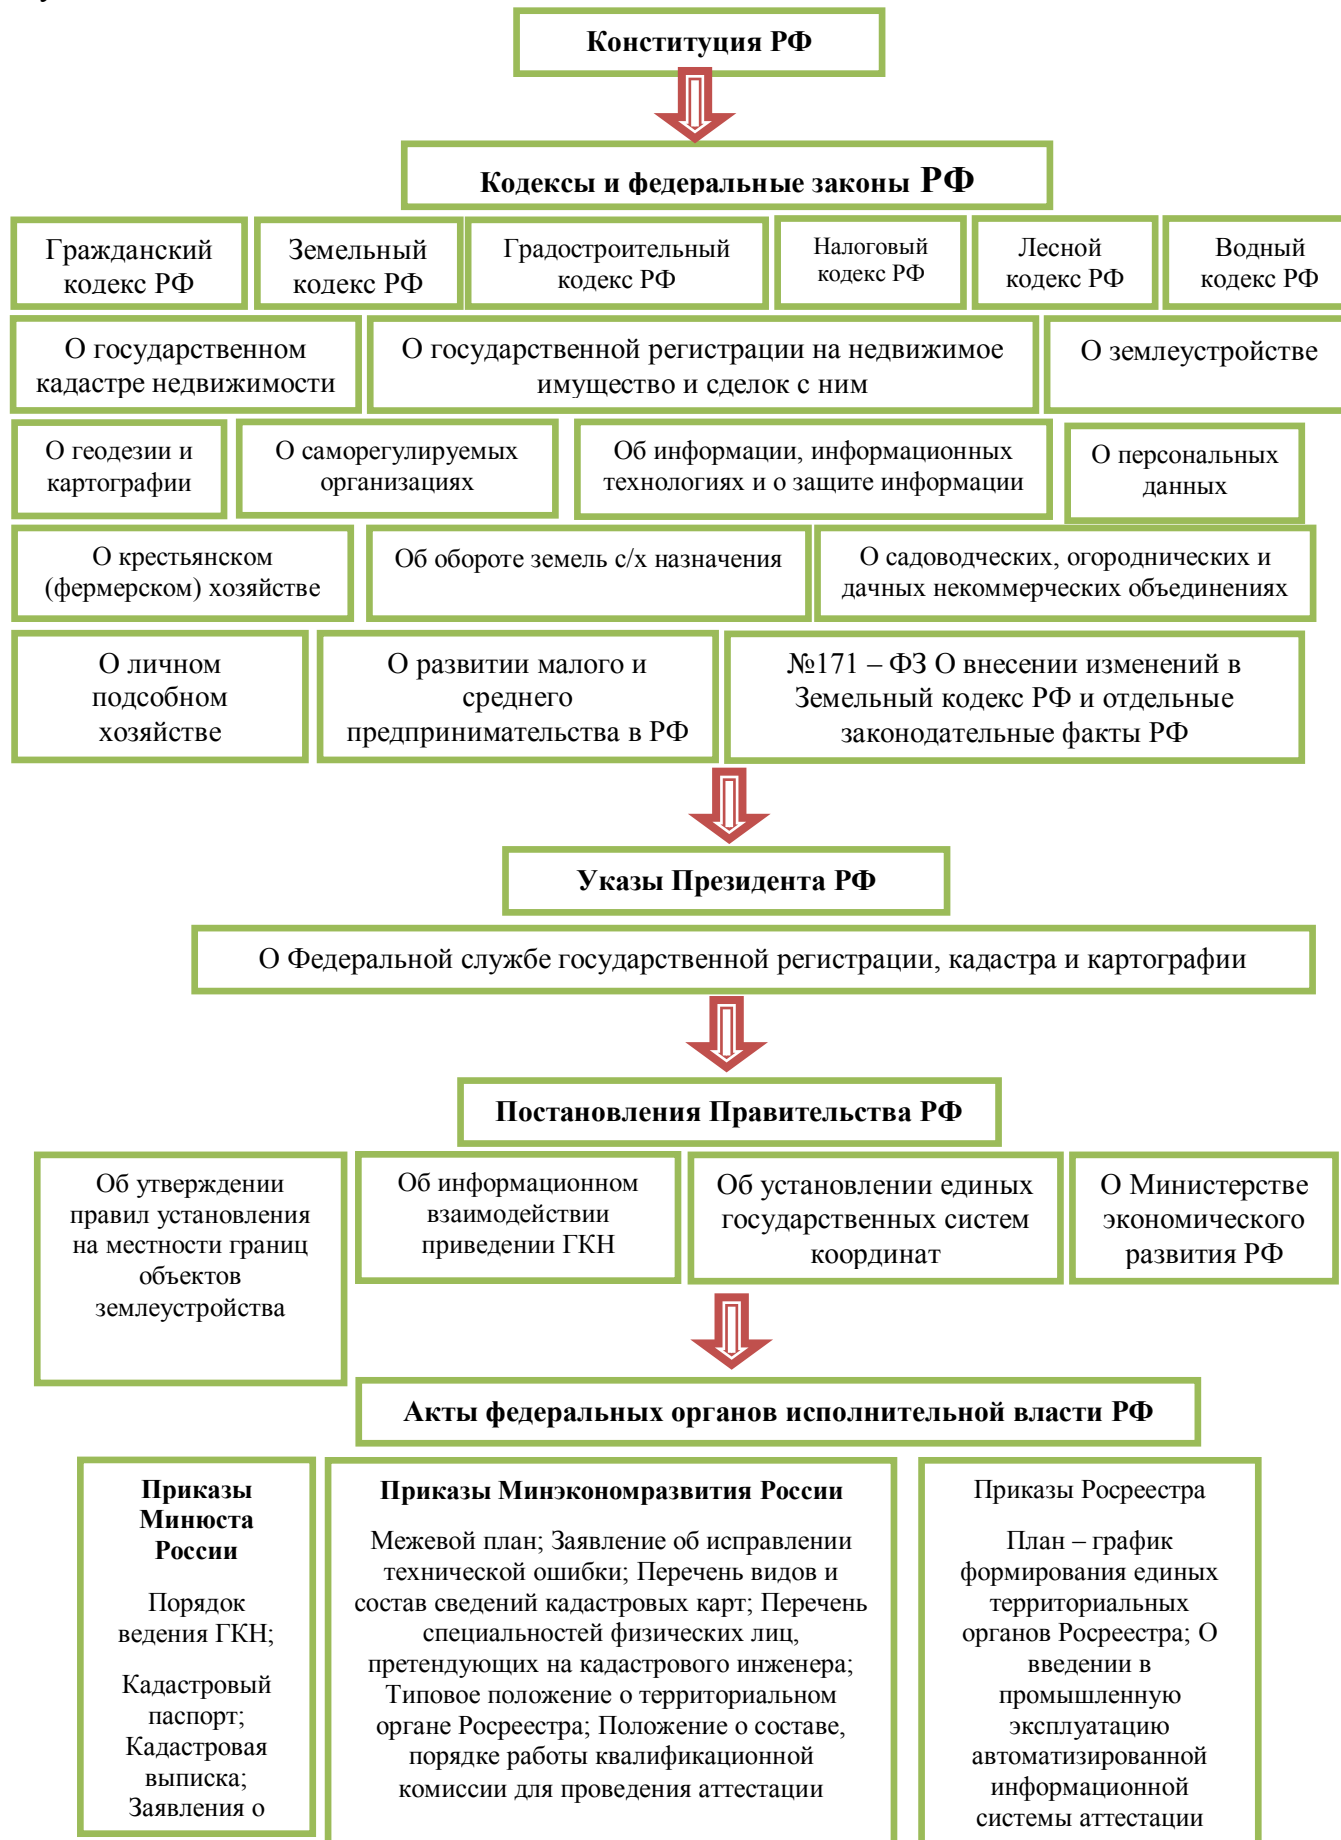 Конституция РФ
Кодексы и федеральные законы РФ
Гражданский
кодекс РФ
Земельный
кодекс РФ
Градостроительный
кодекс РФ
Налоговый
кодекс РФ
Лесной
кодекс РФ
Водный
кодекс РФ
О государственном
кадастре недвижимости
О государственной регистрации на недвижимое
имущество и сделок с ним
О землеустройстве
О геодезии и
картографии
О саморегулируемых
организациях
Об информации, информационных
технологиях и о защите информации
О персональных
данных
О крестьянском
(фермерском) хозяйстве
Об обороте земель с/х назначения
О садоводческих, огороднических и
дачных некоммерческих объединениях
О личном
подсобном
хозяйстве
О развитии малого и
среднего
предпринимательства в РФ
№171 – ФЗ О внесении изменений в
Земельный кодекс РФ и отдельные
законодательные факты РФ
Указы Президента РФ
О Федеральной службе государственной регистрации, кадастра и картографии
Постановления Правительства РФ
Об утверждении
правил установления
на местности границ
объектов
землеустройства
Об информационном
взаимодействии
приведении ГКН
Об установлении единых
государственных систем
координат
О Министерстве
экономического
развития РФ
Акты федеральных органов исполнительной власти РФ
Приказы
Минюста
России
Порядок
ведения ГКН;
Кадастровый
паспорт;
Кадастровая
выписка;
Заявления о
Приказы Минэкономразвития России
Межевой план; Заявление об исправлении
технической ошибки; Перечень видов и
состав сведений кадастровых карт; Перечень
специальностей физических лиц,
претендующих на кадастрового инженера;
Типовое положение о территориальном
органе Росреестра; Положение о составе,
порядке работы квалификационной
комиссии для проведения аттестации
Приказы Росреестра
План – график
формирования единых
территориальных
органов Росреестра; О
введении в
промышленную
эксплуатацию
автоматизированной
информационной
системы аттестации